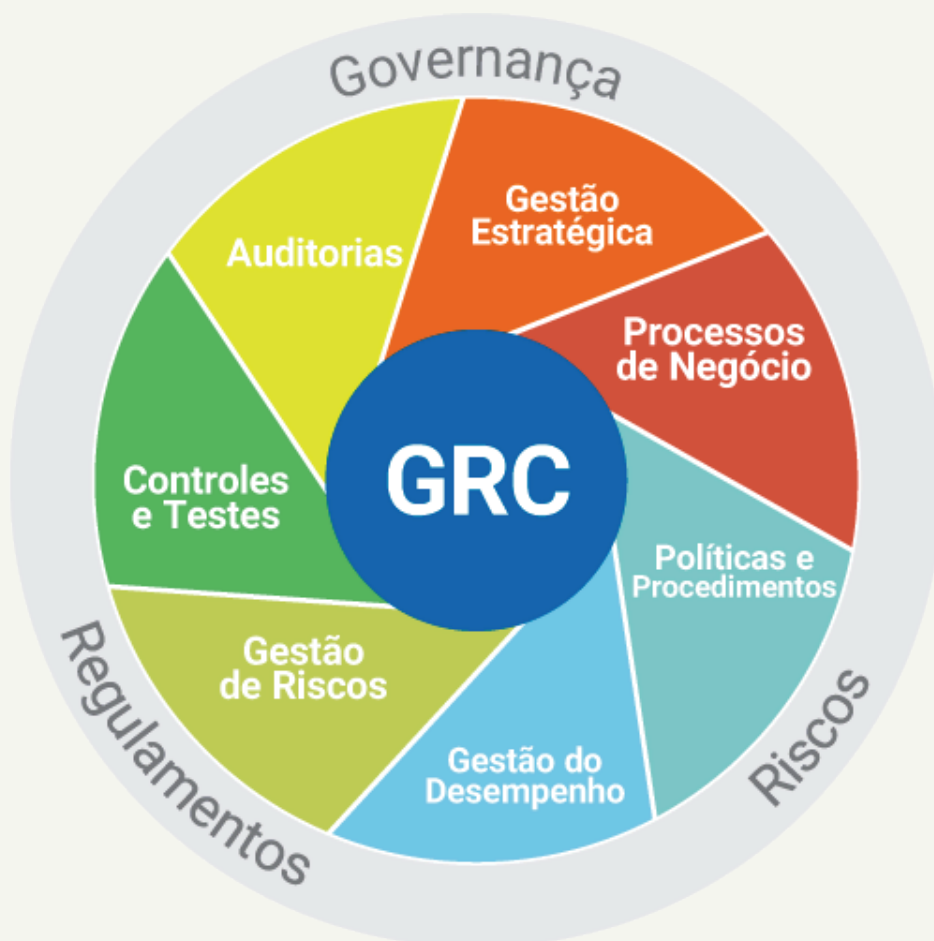 Governança
Gestão
Estratégica
Auditorias
Processos
de Negócio
GRC
Controles
e Testes
Políticas e
Procedimentos
Gestão
de Riscos
Gestão do
Desempenho
Regulamentos
Riscos